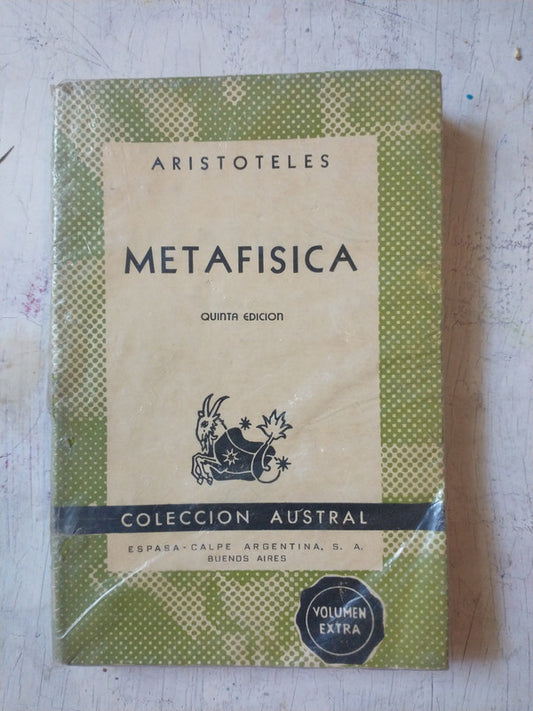 ARISTOTELES
METAFISICA
QUINTA EDICION
COLECCION AUSTRAL
ESPASA-CALPE ARGENTINA, S. A.
BUENOS AIRES
VOLUMEN
EXTRA